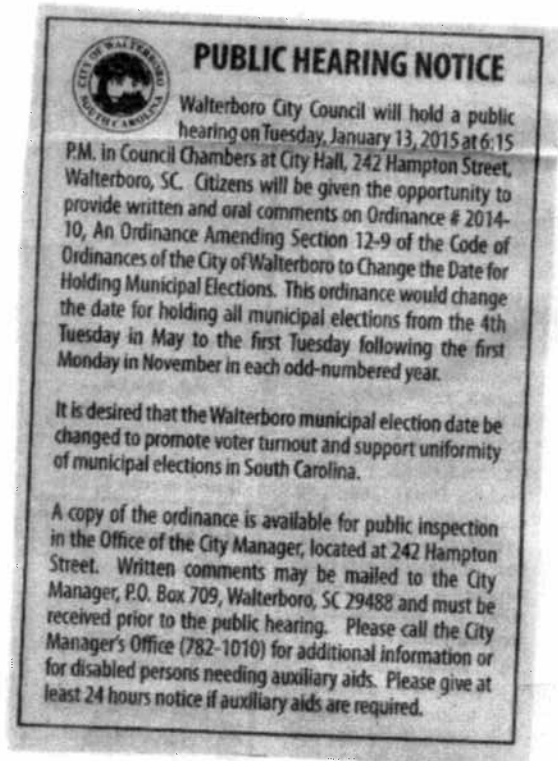 CITY OF WALTERBORO
SOUTH CAROLINA
PUBLIC HEARING NOTICE
Walterboro City Council will hold a public
hearing on Tuesday, January 13, 2015 at 6:15
P.M. in Council Chambers at City Hall, 242 Hampton Street,
Walterboro, SC. Citizens will be given the opportunity to
provide written and oral comments on Ordinance # 2014-
10, An Ordinance Amending Section 12-9 of the Code of
Ordinances of the City of Walterboro to Change the Date for
Holding Municipal Elections. This ordinance would change
the date for holding all municipal elections from the 4th
Tuesday in May to the first Tuesday following the first
Monday in November in each odd-numbered year.
It is desired that the Walterboro municipal election date be
changed to promote voter turnout and support uniformity
of municipal elections in South Carolina.
A copy of the ordinance is available for public inspection
in the Office of the City Manager, located at 242 Hampton
Street. Written comments may be mailed to the City
Manager, P.O. Box 709, Walterboro, SC 29488 and must be
received prior to the public hearing. Please call the City
Manager's Office (782-1010) for additional information or
for disabled persons needing auxiliary aids. Please give at
least 24 hours notice if auxiliary aids are required.